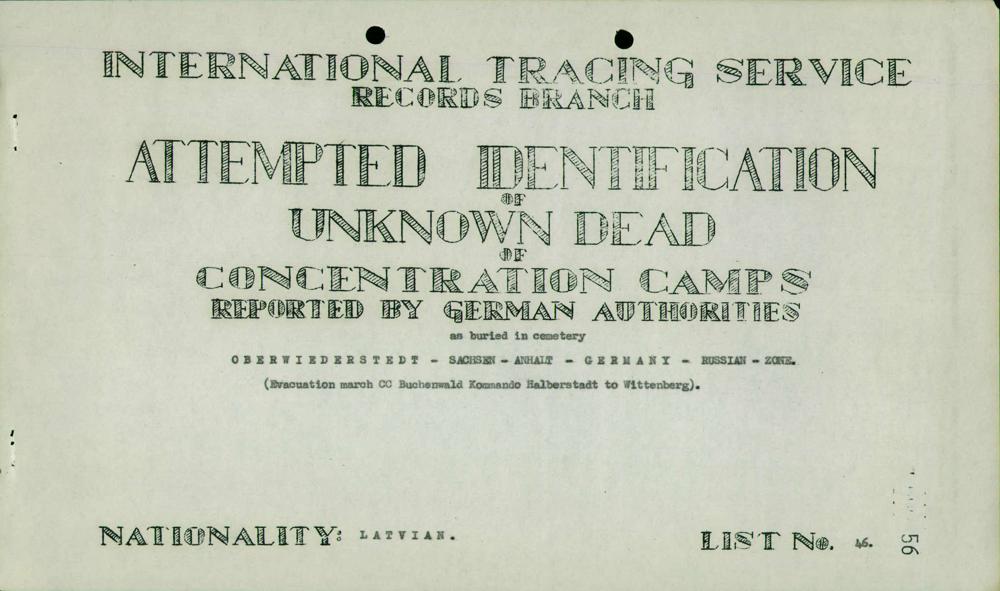 INTERNATIONAL TRACING SERVICE
RECORDS BRANCH
ATTEMPTED IDENTIFICATION
OF
UNKNOWN DEAD
OF
CONCENTRATION CAMPS
REPORTED BY GERMAN AUTHORITIES
as buried in cemetery
OBERWIEDERSTEDT - SACHSEN - ANHALT - GERMANY - RUSSIAN - ZONE.
(Evacuation march CC Buchenwald Kommando Halberstadt to Wittenberg).
NATIONALITY: LATVIAN.
LIST No. 46.
56